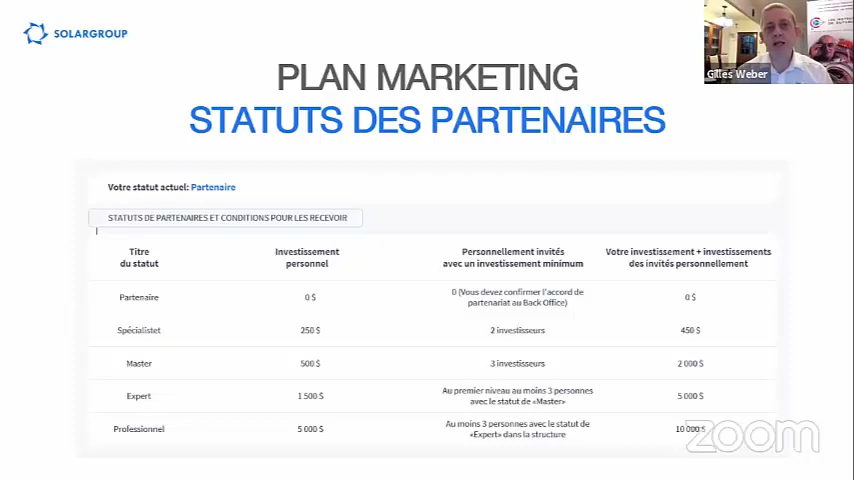 SOLARGROUP
Gilles Weber
PLAN MARKETING
STATUTS DES PARTENAIRES
Votre statut actuel: Partenaire
STATUTS DE PARTENAIRES ET CONDITIONS POUR LES RECEVOIR
Titre
du statut
Investissement
personnel
Personnellement invités
avec un investissement minimum
Votre investissement + investissements
des invités personnellement
Partenaire
0 $
0 (Vous devez confirmer l'accord de
partenariat au Back Office)
0 $
Spécialistet
250 $
2 investisseurs
450 $
Master
500 $
3 investisseurs
2 000 $
Expert
1 500 $
Au premier niveau au moins 3 personnes
avec le statut de «Master»
5 000 $
Professionnel
5 000 $
Au moins 3 personnes avec le statut de
«Expert» dans la structure
10 000 $
zoom